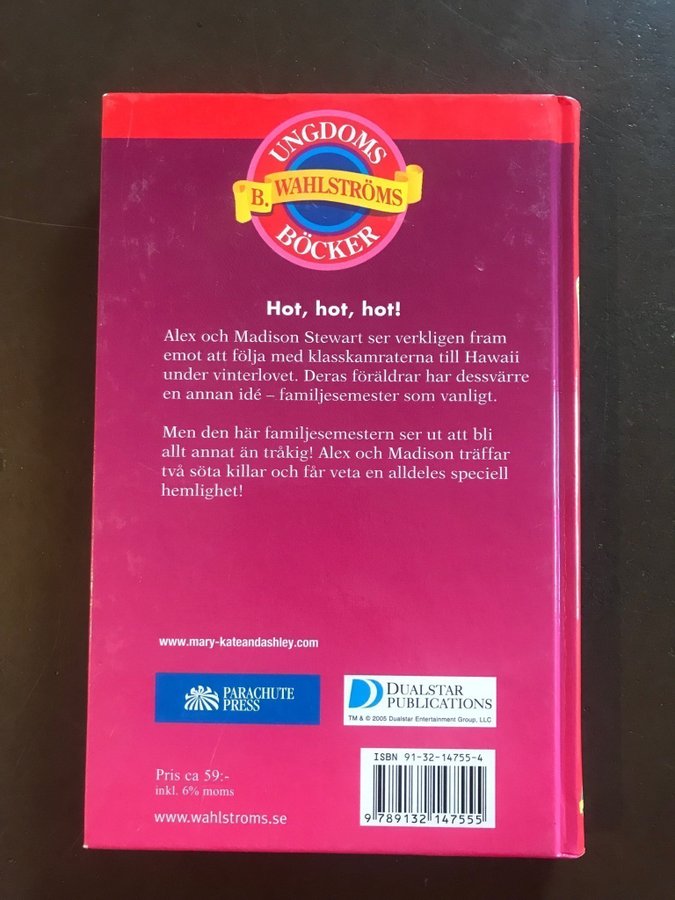 UNGDOMS
B. WAHLSTRÖMS
BÖCKER
Hot, hot, hot!
Alex och Madison Stewart ser verkligen fram
emot att följa med klasskamraterna till Hawaii
under vinterlovet. Deras föräldrar har dessvärre
en annan idé – familjesemester som vanligt.
Men den här familjesemestern ser ut att bli
allt annat än tråkig! Alex och Madison träffar
två söta killar och får veta en alldeles speciell
hemlighet!
www.mary-kateandashley.com
PARACHUTE
PRESS
DUALSTAR
PUBLICATIONS
TM & © 2005 Dualstar Entertainment Group, LLC
ISBN 91-32-14755-4
Pris ca 59:-
inkl. 6% moms
www.wahlstroms.se
9 789132 147555